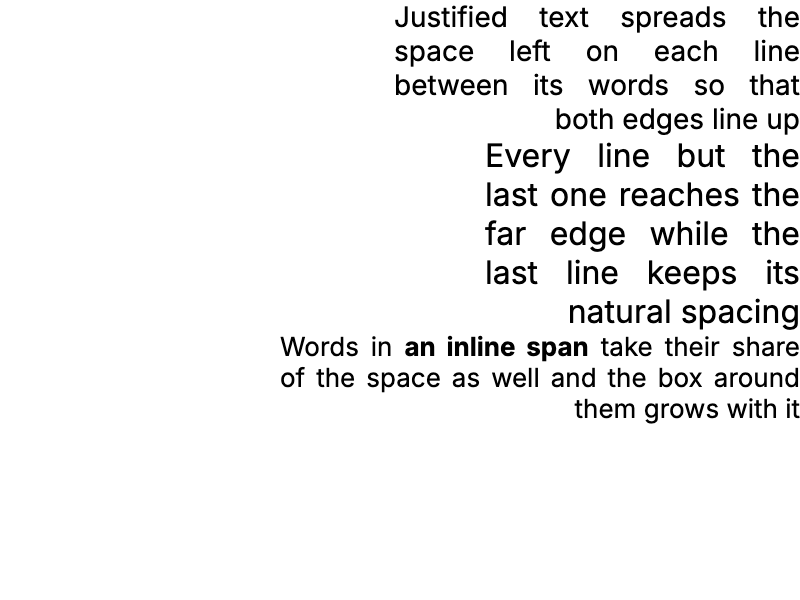 Justified text spreads the
space left on each line
between its words so that
both edges line up
Every line but the
last one reaches the
far edge while the
last line keeps its
natural spacing
Words in an inline span take their share
of the space as well and the box around
them grows with it